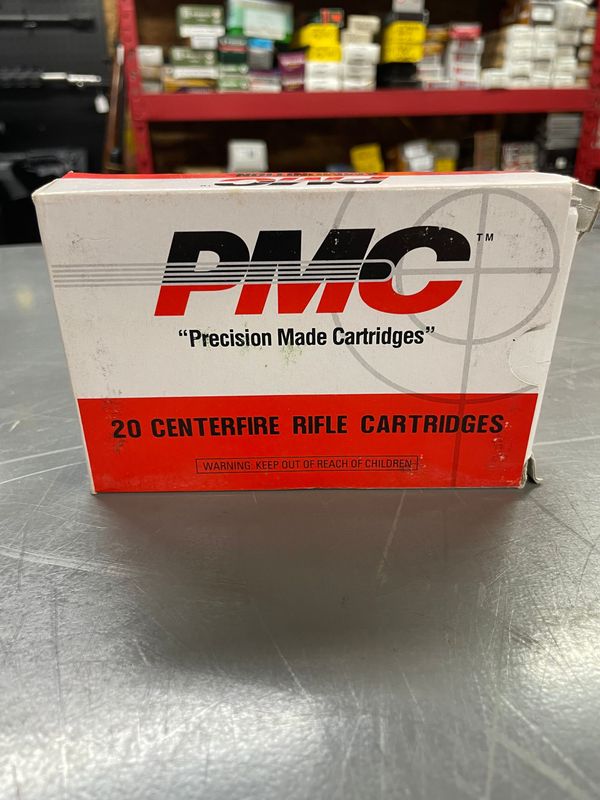 PMC™
"Precision Made Cartridges"
20 CENTERFIRE RIFLE CARTRIDGES
WARNING: KEEP OUT OF REACH OF CHILDREN